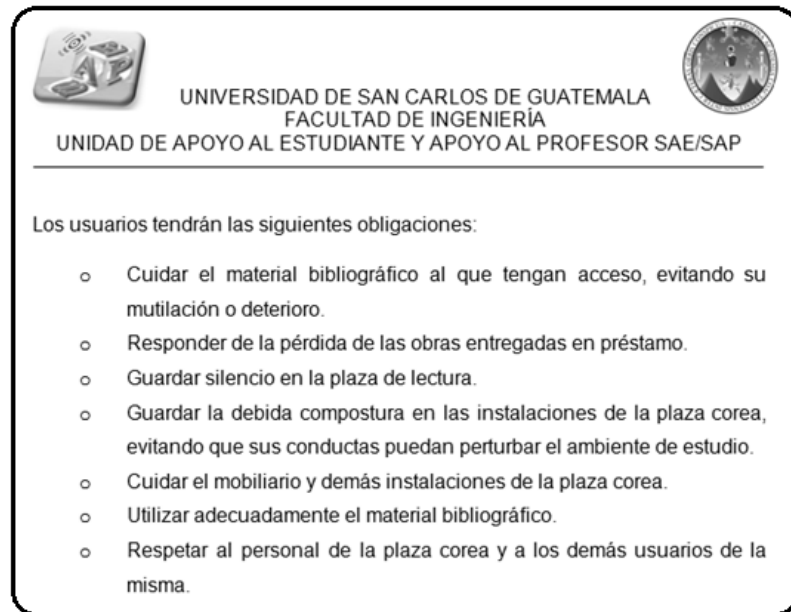 UNIVERSIDAD DE SAN CARLOS DE GUATEMALA
FACULTAD DE INGENIERÍA
UNIDAD DE APOYO AL ESTUDIANTE Y APOYO AL PROFESOR SAE/SAP
Los usuarios tendrán las siguientes obligaciones:
o Cuidar el material bibliográfico al que tengan acceso, evitando su
mutilación o deterioro.
o Responder de la pérdida de las obras entregadas en préstamo.
o Guardar silencio en la plaza de lectura.
o Guardar la debida compostura en las instalaciones de la plaza corea,
evitando que sus conductas puedan perturbar el ambiente de estudio.
o Cuidar el mobiliario y demás instalaciones de la plaza corea.
o Utilizar adecuadamente el material bibliográfico.
o Respetar al personal de la plaza corea y a los demás usuarios de la
misma.